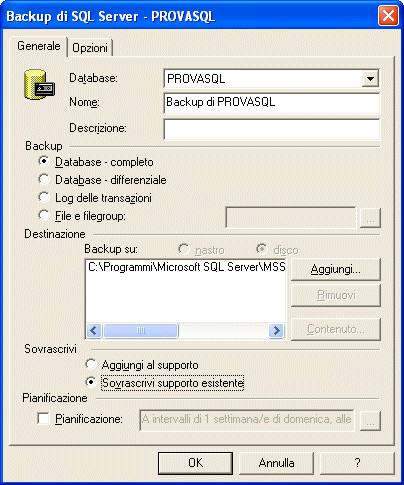 Backup di SQL Server - PROVASQL
Generale Opzioni
Database: PROVASQL
Nome: Backup di PROVASQL
Descrizione:
Backup
Database - completo
Database - differenziale
Log delle transazioni
File e filegroup: ...
Destinazione
Backup su: nastro disco
C:\Programmi\Microsoft SQL Server\MSS
Aggiungi...
Rimuovi
Contenuto...
Sovrascrivi
Aggiungi al supporto
Sovrascrivi supporto esistente
Pianificazione
Pianificazione: A intervalli di 1 settimana/e di domenica, alle ...
OK Annulla ?